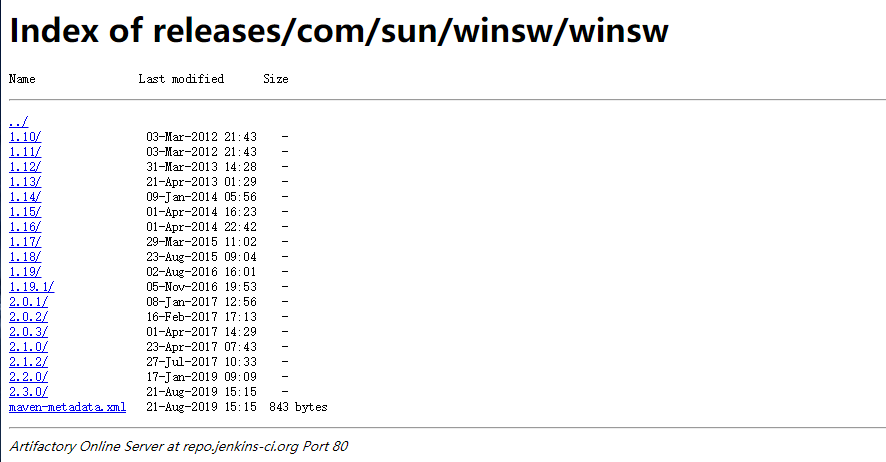 Index of releases/com/sun/winsw/winsw
Name Last modified Size
../
1.10/ 03-Mar-2012 21:43 -
1.11/ 03-Mar-2012 21:43 -
1.12/ 31-Mar-2013 14:28 -
1.13/ 21-Apr-2013 01:29 -
1.14/ 09-Jan-2014 05:56 -
1.15/ 01-Apr-2014 16:23 -
1.16/ 01-Apr-2014 22:42 -
1.17/ 29-Mar-2015 11:02 -
1.18/ 23-Aug-2015 09:04 -
1.19/ 02-Aug-2016 16:01 -
1.19.1/ 05-Nov-2016 19:53 -
2.0.1/ 08-Jan-2017 12:56 -
2.0.2/ 16-Feb-2017 17:13 -
2.0.3/ 01-Apr-2017 14:29 -
2.1.0/ 23-Apr-2017 07:43 -
2.1.2/ 27-Jul-2017 10:33 -
2.2.0/ 17-Jan-2019 09:09 -
2.3.0/ 21-Aug-2019 15:15 -
maven-metadata.xml 21-Aug-2019 15:15 843 bytes
Artifactory Online Server at repo.jenkins-ci.org Port 80